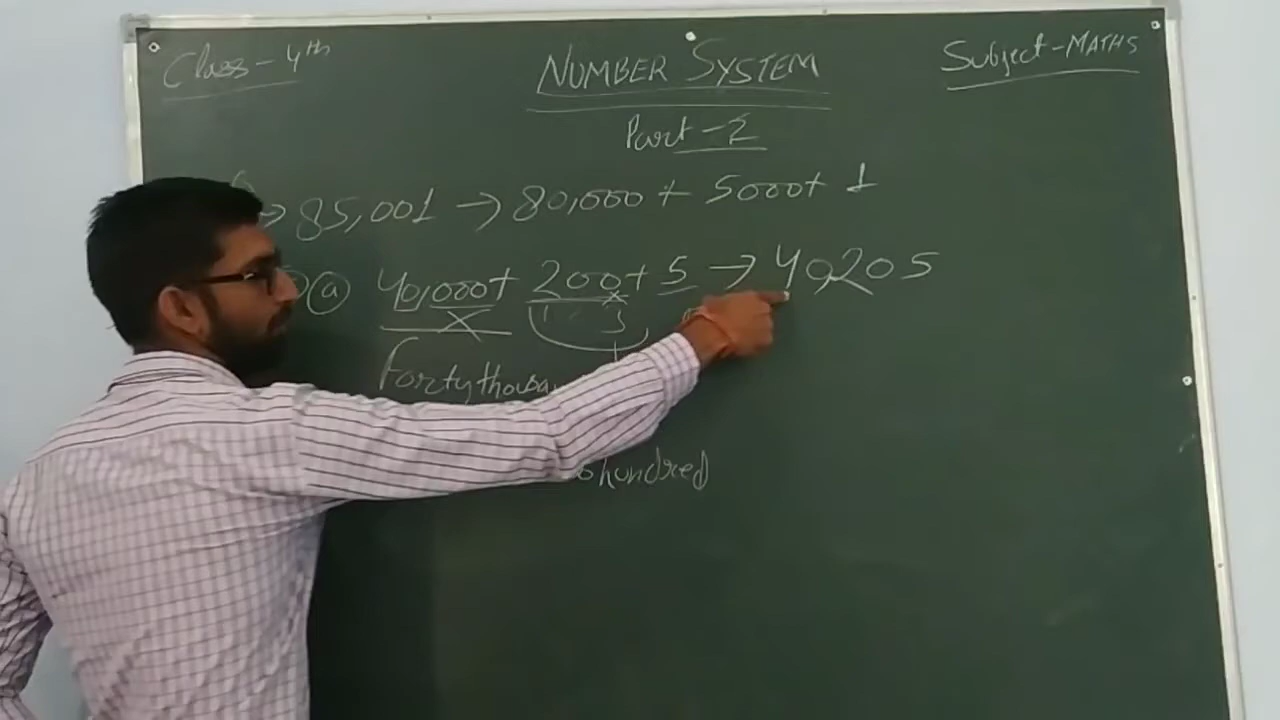 Class-4th
NUMBER SYSTEM
Subject-MATHS
Part-2
→ 85,001 → 80,000 + 5000 + 1
(a) 40,000 + 200 + 5 → 40205
Forty thousan
hundred